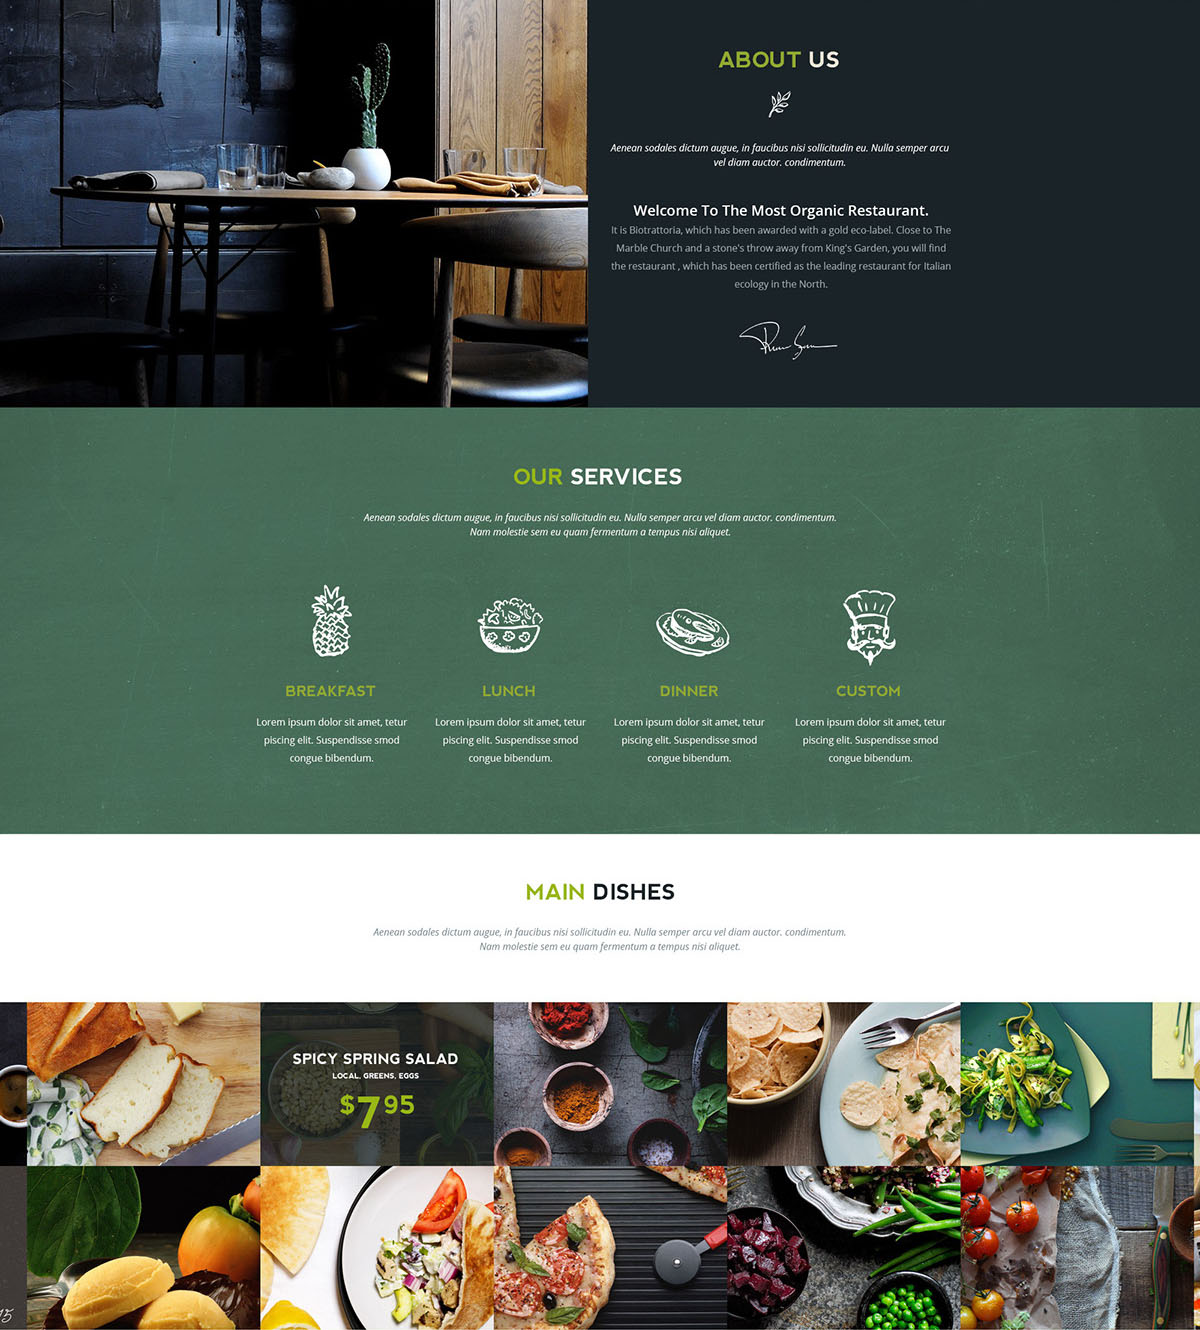 ABOUT US
Aenean sodales dictum augue, in faucibus nisi sollicitudin eu. Nulla semper arcu
vel diam auctor. condimentum.
Welcome To The Most Organic Restaurant.
It is Biotrattoria, which has been awarded with a gold eco-label. Close to The
Marble Church and a stone's throw away from King's Garden, you will find
the restaurant , which has been certified as the leading restaurant for Italian
ecology in the North.
OUR SERVICES
Aenean sodales dictum augue, in faucibus nisi sollicitudin eu. Nulla semper arcu vel diam auctor. condimentum.
Nam molestie sem eu quam fermentum a tempus nisi aliquet.
BREAKFAST
Lorem ipsum dolor sit amet, tetur
piscing elit. Suspendisse smod
congue bibendum.
LUNCH
Lorem ipsum dolor sit amet, tetur
piscing elit. Suspendisse smod
congue bibendum.
DINNER
Lorem ipsum dolor sit amet, tetur
piscing elit. Suspendisse smod
congue bibendum.
CUSTOM
Lorem ipsum dolor sit amet, tetur
piscing elit. Suspendisse smod
congue bibendum.
MAIN DISHES
Aenean sodales dictum augue, in faucibus nisi sollicitudin eu. Nulla semper arcu vel diam auctor. condimentum.
Nam molestie sem eu quam fermentum a tempus nisi aliquet.
SPICY SPRING SALAD
LOCAL, GREENS, EGGS
$795